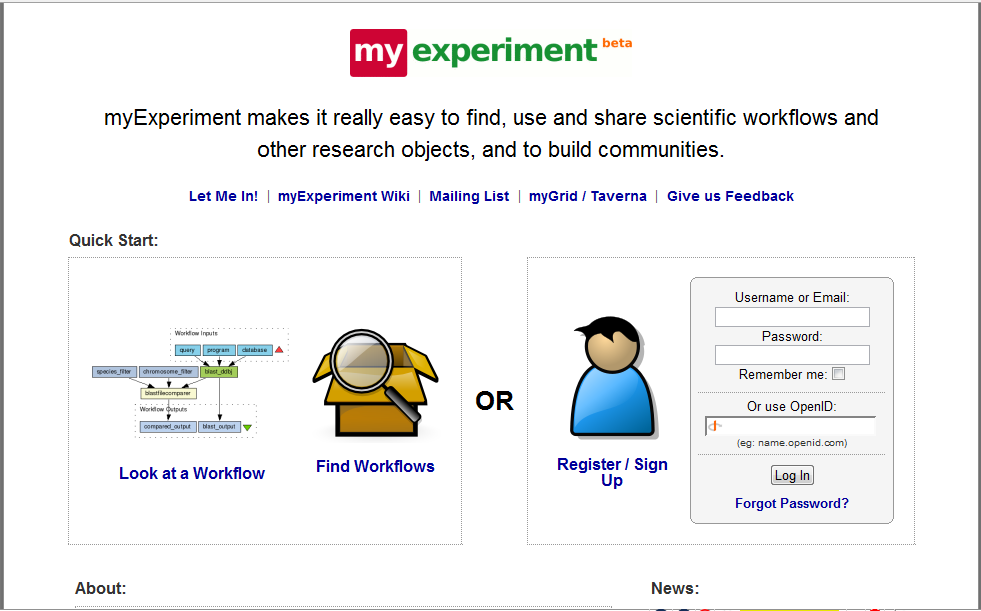 my experiment beta
myExperiment makes it really easy to find, use and share scientific workflows and
other research objects, and to build communities.
Let Me In! | myExperiment Wiki | Mailing List | myGrid / Taverna | Give us Feedback
Quick Start:
Workflow Inputs
query program database
species_filter chromosome_filter blast_ddbj
blastfilecomparer
Workflow Outputs
compared_output blast_output
Look at a Workflow
Find Workflows
OR
Register / Sign
Up
Username or Email:
Password:
Remember me:
Or use OpenID:
(eg: name.openid.com)
Log In
Forgot Password?
About:
News: